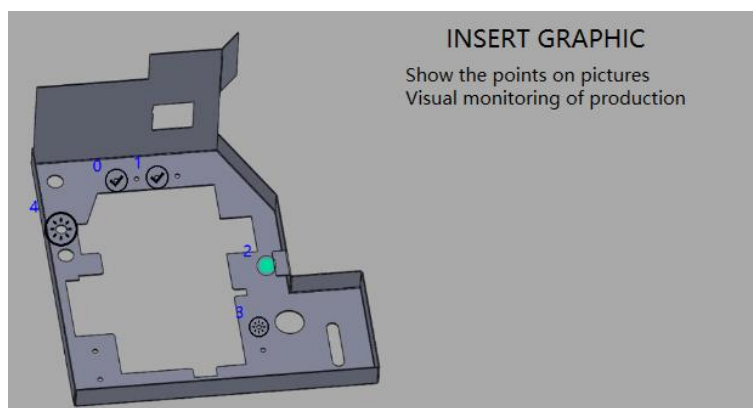 INSERT GRAPHIC
Show the points on pictures
Visual monitoring of production
0
1
4
2
3